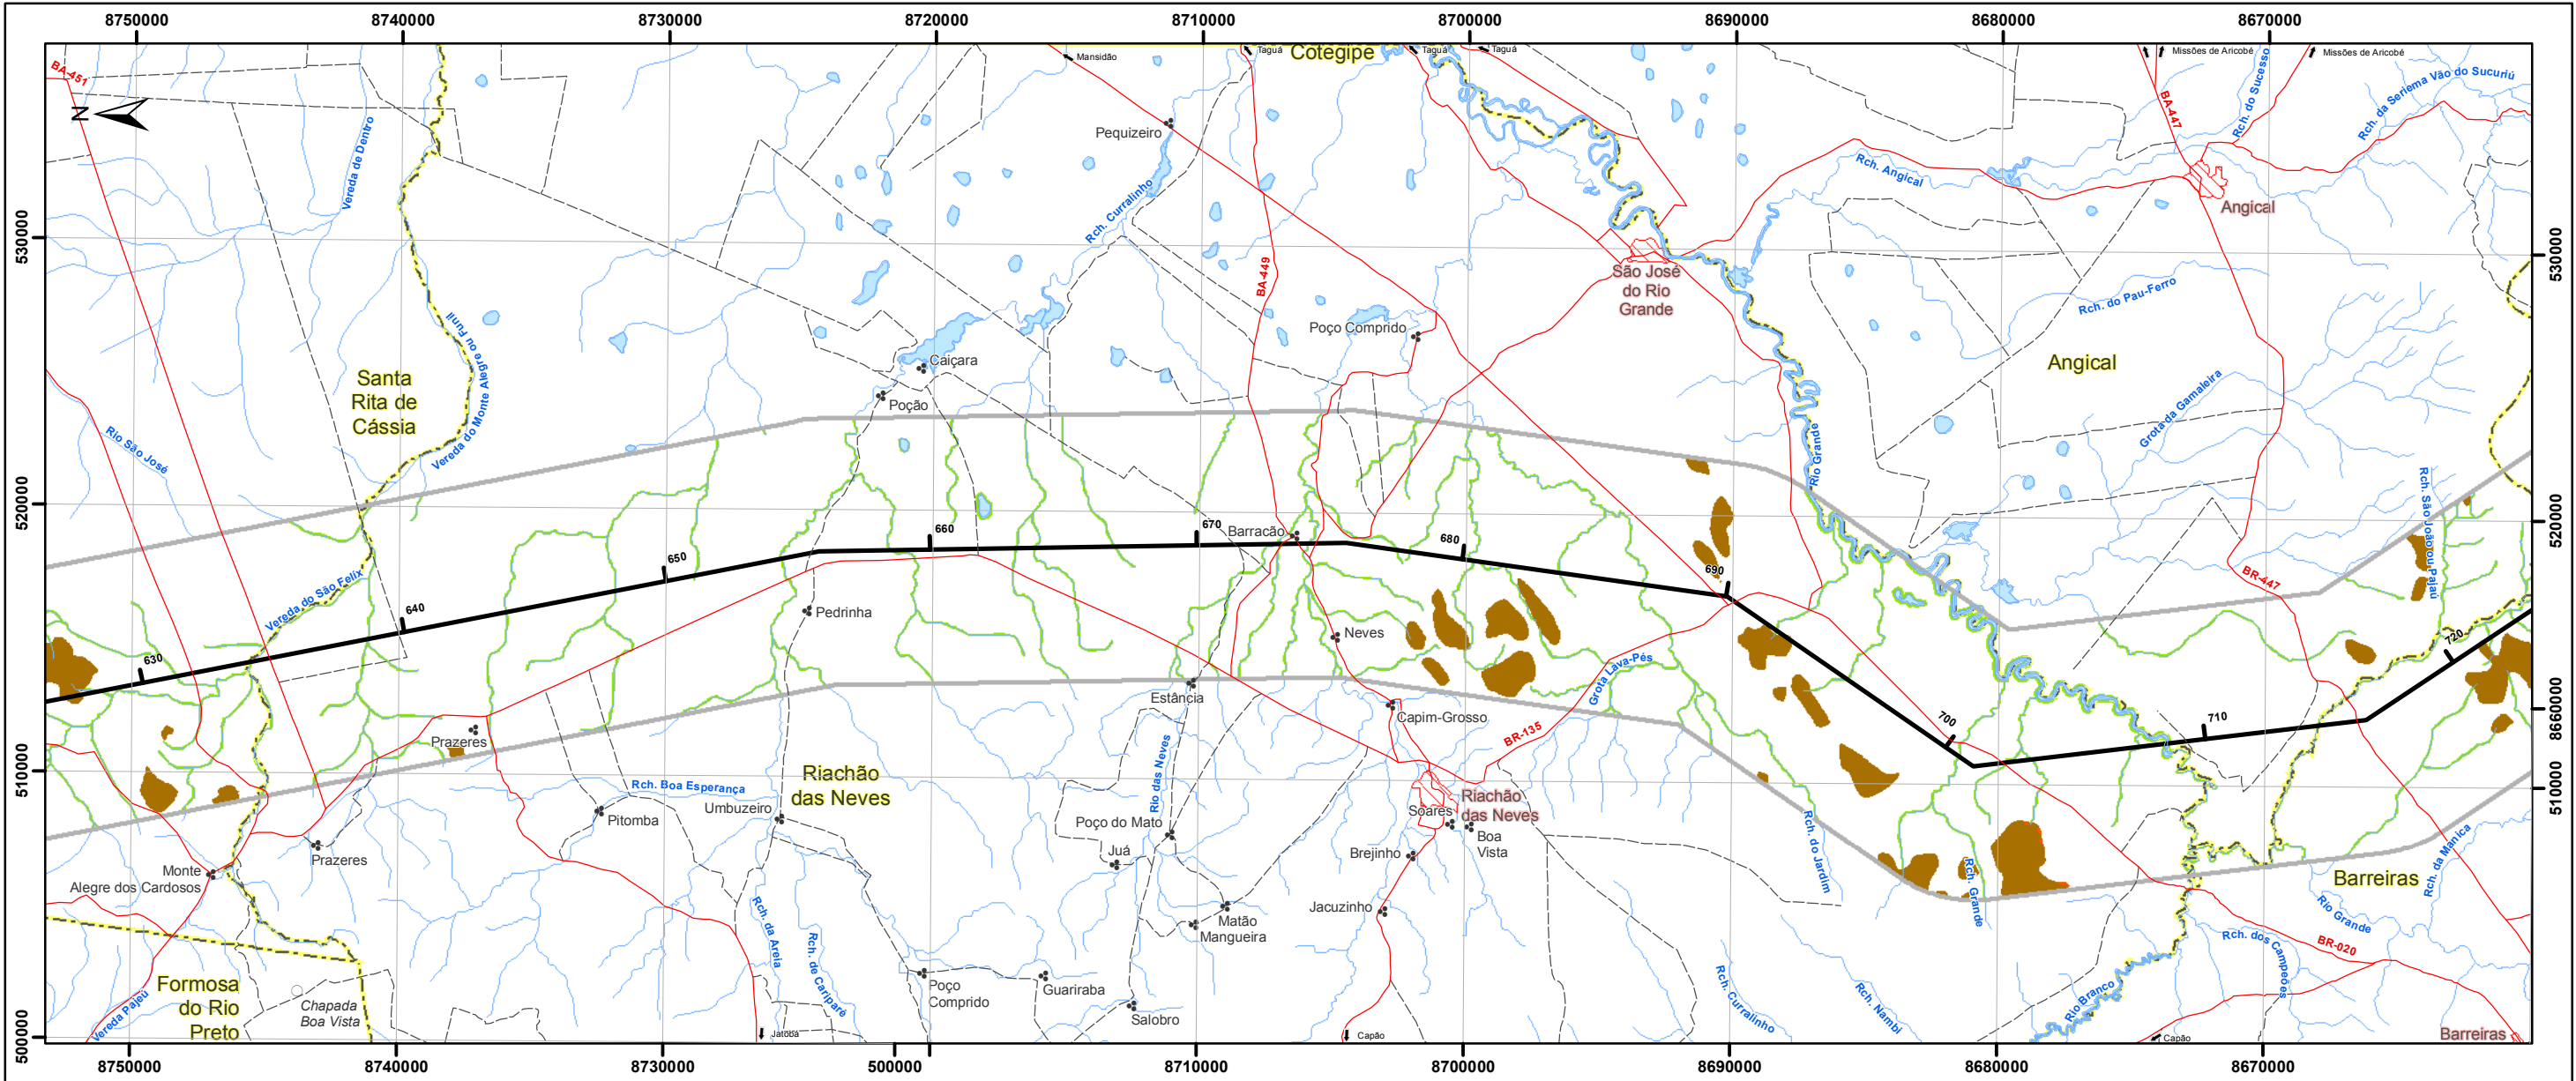 8750000 8740000 8730000 8720000 8710000 8700000 8690000 8680000 8670000
BA-451
N
Mansidão
Taguá
Cotegipe
Taguá
Taguá
Missões de Aricobé
Missões de Aricobé
BA-447
Rch. do Sucesso
Rch. da Seriema Vão do Sucuriú
Vereda de Dentro
Pequizeiro
Rch. Curralinho
Rch. Angical
Angical
530000
530000
BA-449
São José
do Rio
Grande
Rch. do Pau-Ferro
Vereda do Monte Alegre ou Funil
Poço Comprido
Caiçara
Angical
Santa
Rita de
Cássia
Poção
Grota da Gamaleira
Rio São José
Rio Grande
Rch. São João ou Pajaú
520000
520000
630
640
650
660
670
680
690
700
710
720
Barracão
BR-447
Vereda do São Felix
Pedrinha
Neves
Grota Lava-Pés
Estância
Capim-Grosso
8660000
Prazeres
BR-135
Rio das Neves
510000
510000
Riachão
das Neves
Rch. Boa Esperança
Umbuzeiro
Pitomba
Poço do Mato
Soares
Riachão
das Neves
Boa
Vista
Juá
Brejinho
Rch. do Jardim
Prazeres
Monte
Alegre dos Cardosos
Rch. Grande
Barreiras
Rch. da Manica
Jacuzinho
Matão
Mangueira
Rch. da Areia
Rch. de Cariparé
Rio Grande
Rch. dos Campeões
BR-020
Formosa
do Rio
Preto
Chapada
Boa Vista
Poço
Comprido
Guariraba
Salobro
Rch. Curralinho
Rch. Nambi
Rio Branco
Vereda Pajeú
Jatobá
Capão
Capão
Barreiras
500000
8750000 8740000 8730000 500000 8720000 8710000 8700000 8690000 8680000 8670000